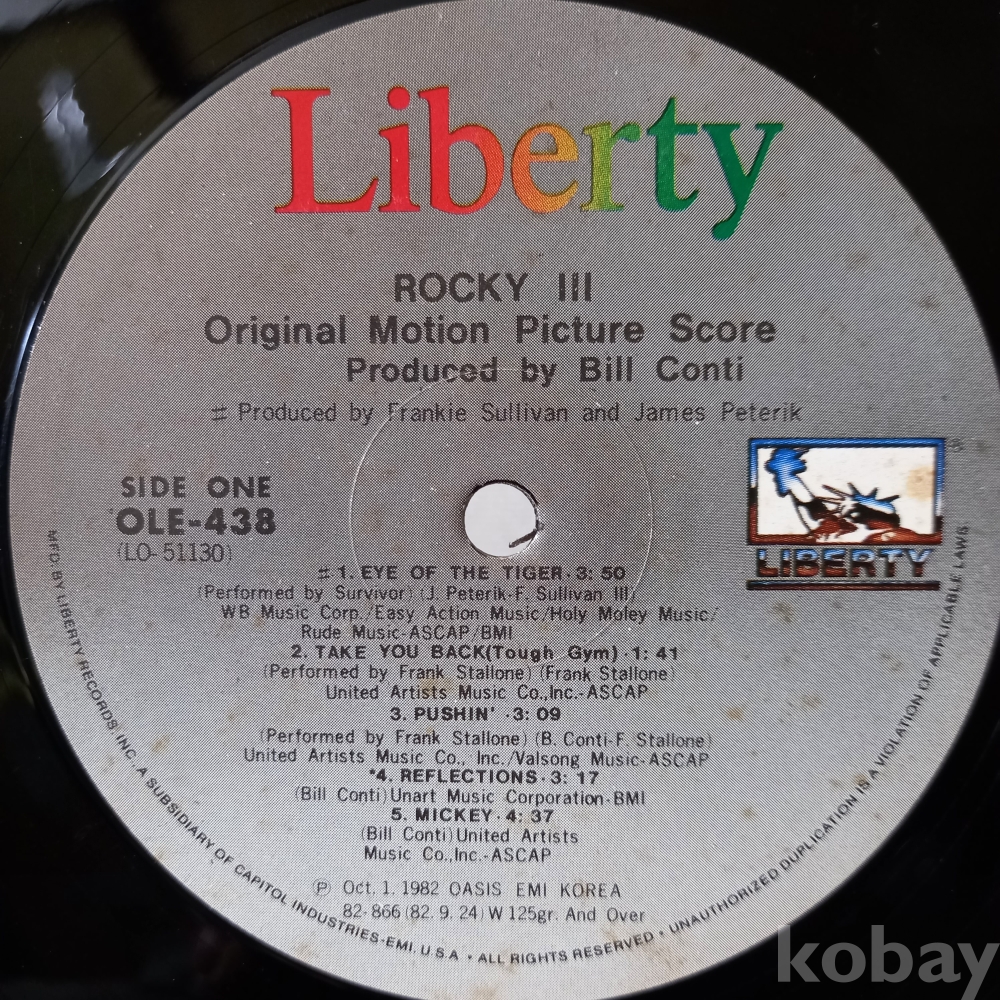 Liberty
ROCKY III
Original Motion Picture Score
Produced by Bill Conti
# Produced by Frankie Sullivan and James Peterik
SIDE ONE
OLE-438
(LO-51130)
LIBERTY
®
# 1. EYE OF THE TIGER·3: 50
(Performed by Survivor) (J. Peterik-F. Sullivan III)
WB Music Corp./Easy Action Music/Holy Moley Music/
Rude Music-ASCAP/BMI
2. TAKE YOU BACK(Tough Gym)·1: 41
(Performed by Frank Stallone) (Frank Stallone)
United Artists Music Co.,Inc.-ASCAP
3. PUSHIN'·3: 09
(Performed by Frank Stallone) (B. Conti-F. Stallone)
United Artists Music Co., Inc./Valsong Music-ASCAP
*4. REFLECTIONS·3: 17
(Bill Conti)Unart Music Corporation·BMI
5. MICKEY·4: 37
(Bill Conti)United Artists
Music Co.,Inc.-ASCAP
Ⓟ Oct. 1. 1982 OASIS EMI KOREA
82-866(82. 9. 24)W 125gr. And Over
MFD. BY LIBERTY RECORDS, INC., A SUBSIDIARY OF CAPITOL INDUSTRIES-EMI, U.S.A. • ALL RIGHTS RESERVED • UNAUTHORIZED DUPLICATION IS A VIOLATION OF APPLICABLE LAWS
kobay